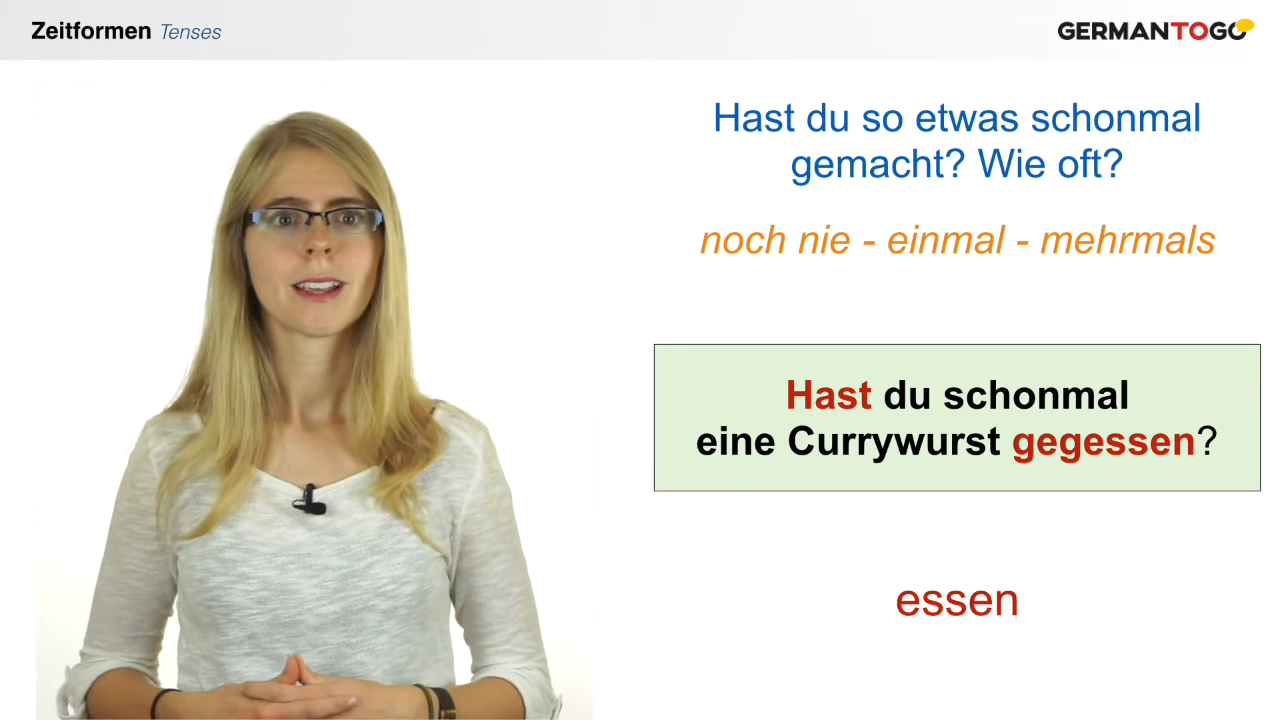 Zeitformen Tenses
GERMANTOGO
Hast du so etwas schonmal
gemacht? Wie oft?
noch nie - einmal - mehrmals
Hast du schonmal
eine Currywurst gegessen?
essen